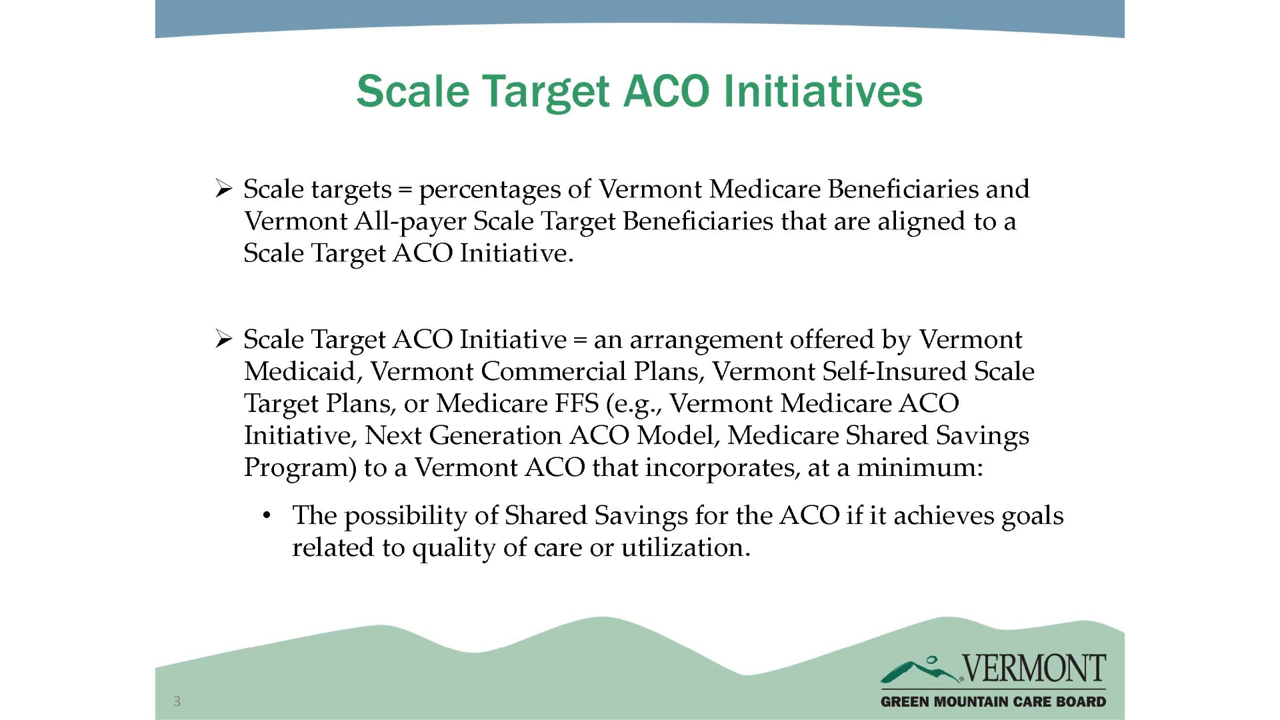 Scale Target ACO Initiatives
➢ Scale targets = percentages of Vermont Medicare Beneficiaries and
Vermont All-payer Scale Target Beneficiaries that are aligned to a
Scale Target ACO Initiative.
➢ Scale Target ACO Initiative = an arrangement offered by Vermont
Medicaid, Vermont Commercial Plans, Vermont Self-Insured Scale
Target Plans, or Medicare FFS (e.g., Vermont Medicare ACO
Initiative, Next Generation ACO Model, Medicare Shared Savings
Program) to a Vermont ACO that incorporates, at a minimum:
• The possibility of Shared Savings for the ACO if it achieves goals
related to quality of care or utilization.
3
VERMONT
GREEN MOUNTAIN CARE BOARD